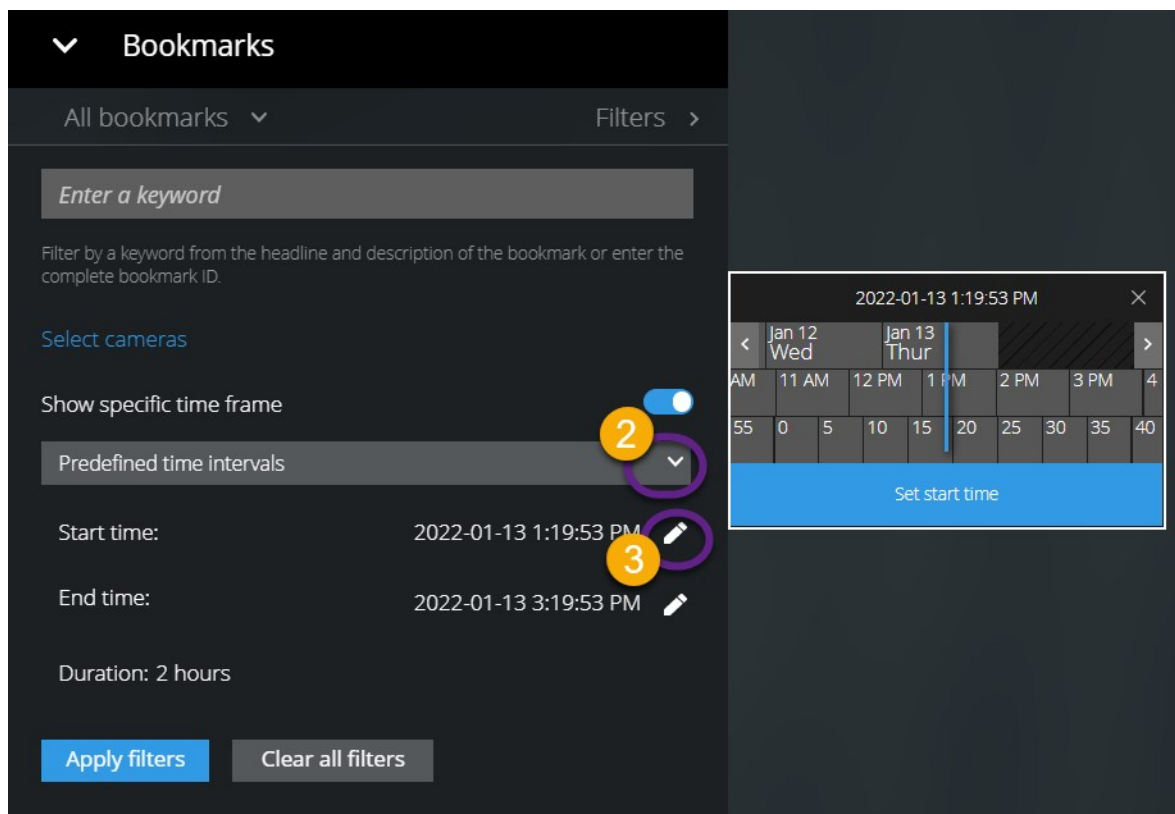 Bookmarks
All bookmarks Filters
Enter a keyword
Filter by a keyword from the headline and description of the bookmark or enter the
complete bookmark ID.
Select cameras
Show specific time frame
2
Predefined time intervals
Start time: 2022-01-13 1:19:53 PM
3
End time: 2022-01-13 3:19:53 PM
Duration: 2 hours
Apply filters Clear all filters
2022-01-13 1:19:53 PM
Jan 12 Jan 13
Wed Thur
AM 11 AM 12 PM 1 PM 2 PM 3 PM 4
55 0 5 10 15 20 25 30 35 40
Set start time